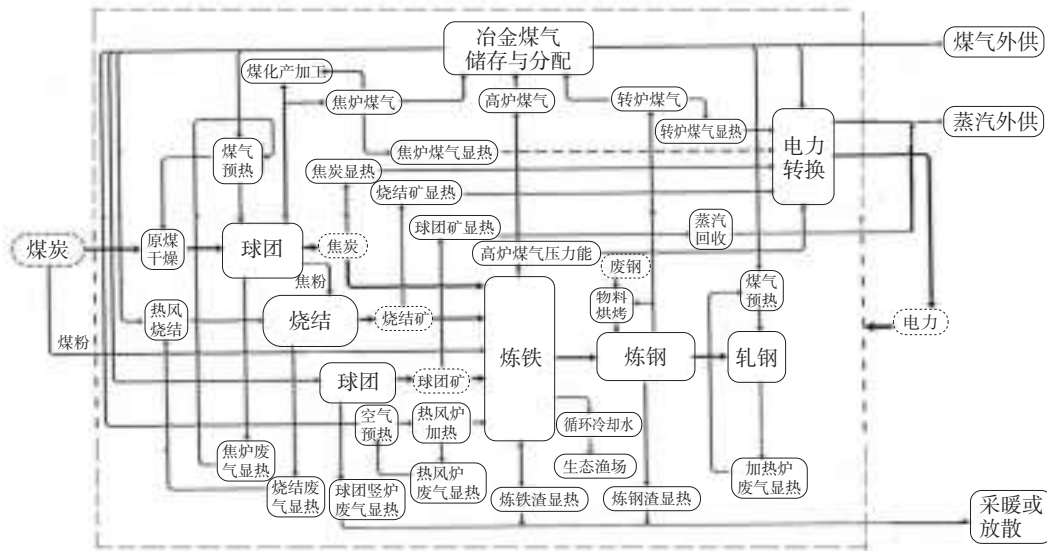 冶金煤气
储存与分配
煤气外供
煤化产加工
焦炉煤气
高炉煤气
转炉煤气
蒸汽外供
转炉煤气显热
电力
转换
煤气
预热
焦炉煤气显热
焦炭显热
烧结矿显热
球团矿显热
蒸汽
回收
煤炭
原煤
干燥
球团
焦炭
高炉煤气压力能
废钢
焦粉
煤气
预热
物料
烘烤
热风
烧结
烧结
烧结矿
电力
煤粉
炼铁
炼钢
轧钢
球团
球团矿
空气
预热
热风炉
加热
循环冷却水
生态渔场
焦炉废
气显热
烧结废
气显热
球团竖炉
废气显热
热风炉
废气显热
炼铁渣显热
炼钢渣显热
加热炉
废气显热
采暖或
放散